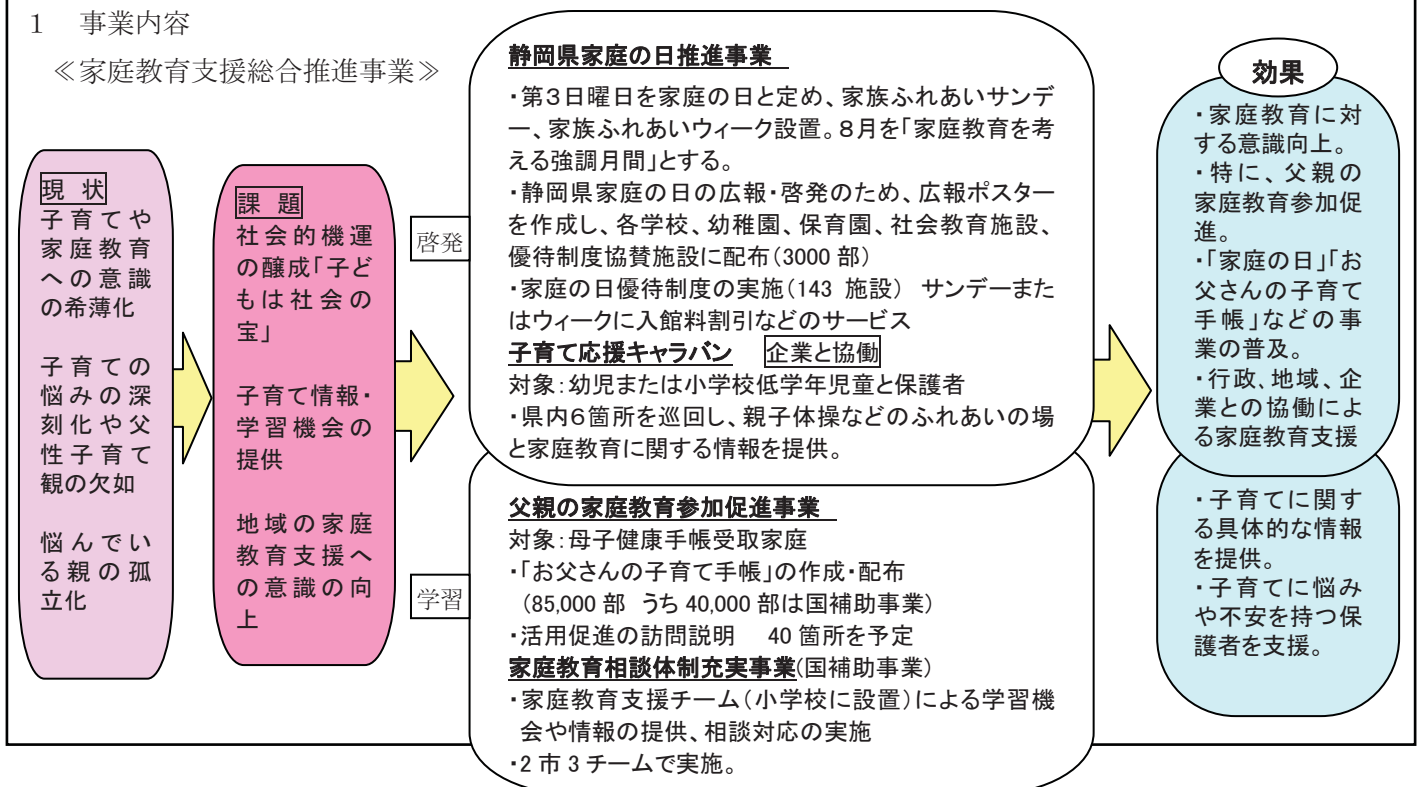 1 事業内容
≪家庭教育支援総合推進事業≫
現 状
子育てや
家庭教育
への意識
の希薄化
子育ての
悩みの深
刻化や父
性子育て
観の欠如
悩んでい
る親の孤
立化
課 題
社会的機運
の醸成「子ど
もは社会の
宝」
子育て情報・
学習機会の
提供
地域の家庭
教育支援へ
の意識の向
上
啓発
静岡県家庭の日推進事業
・第3日曜日を家庭の日と定め、家族ふれあいサンデ
ー、家族ふれあいウィーク設置。8月を「家庭教育を考
える強調月間」とする。
・静岡県家庭の日の広報・啓発のため、広報ポスター
を作成し、各学校、幼稚園、保育園、社会教育施設、
優待制度協賛施設に配布(3000 部)
・家庭の日優待制度の実施(143 施設) サンデーまた
はウィークに入館料割引などのサービス
子育て応援キャラバン 企業と協働
対象:幼児または小学校低学年児童と保護者
・県内6箇所を巡回し、親子体操などのふれあいの場
と家庭教育に関する情報を提供。
学習
父親の家庭教育参加促進事業
対象:母子健康手帳受取家庭
・「お父さんの子育て手帳」の作成・配布
(85,000 部 うち 40,000 部は国補助事業)
・活用促進の訪問説明 40 箇所を予定
家庭教育相談体制充実事業(国補助事業)
・家庭教育支援チーム(小学校に設置)による学習機
会や情報の提供、相談対応の実施
・2 市 3 チームで実施。
効果
・家庭教育に対
する意識向上。
・特に、父親の
家庭教育参加促
進。
・「家庭の日」「お
父さんの子育て
手帳」などの事
業の普及。
・行政、地域、企
業との協働によ
る家庭教育支援
・子育てに関す
る具体的な情報
を提供。
・子育てに悩み
や不安を持つ保
護者を支援。